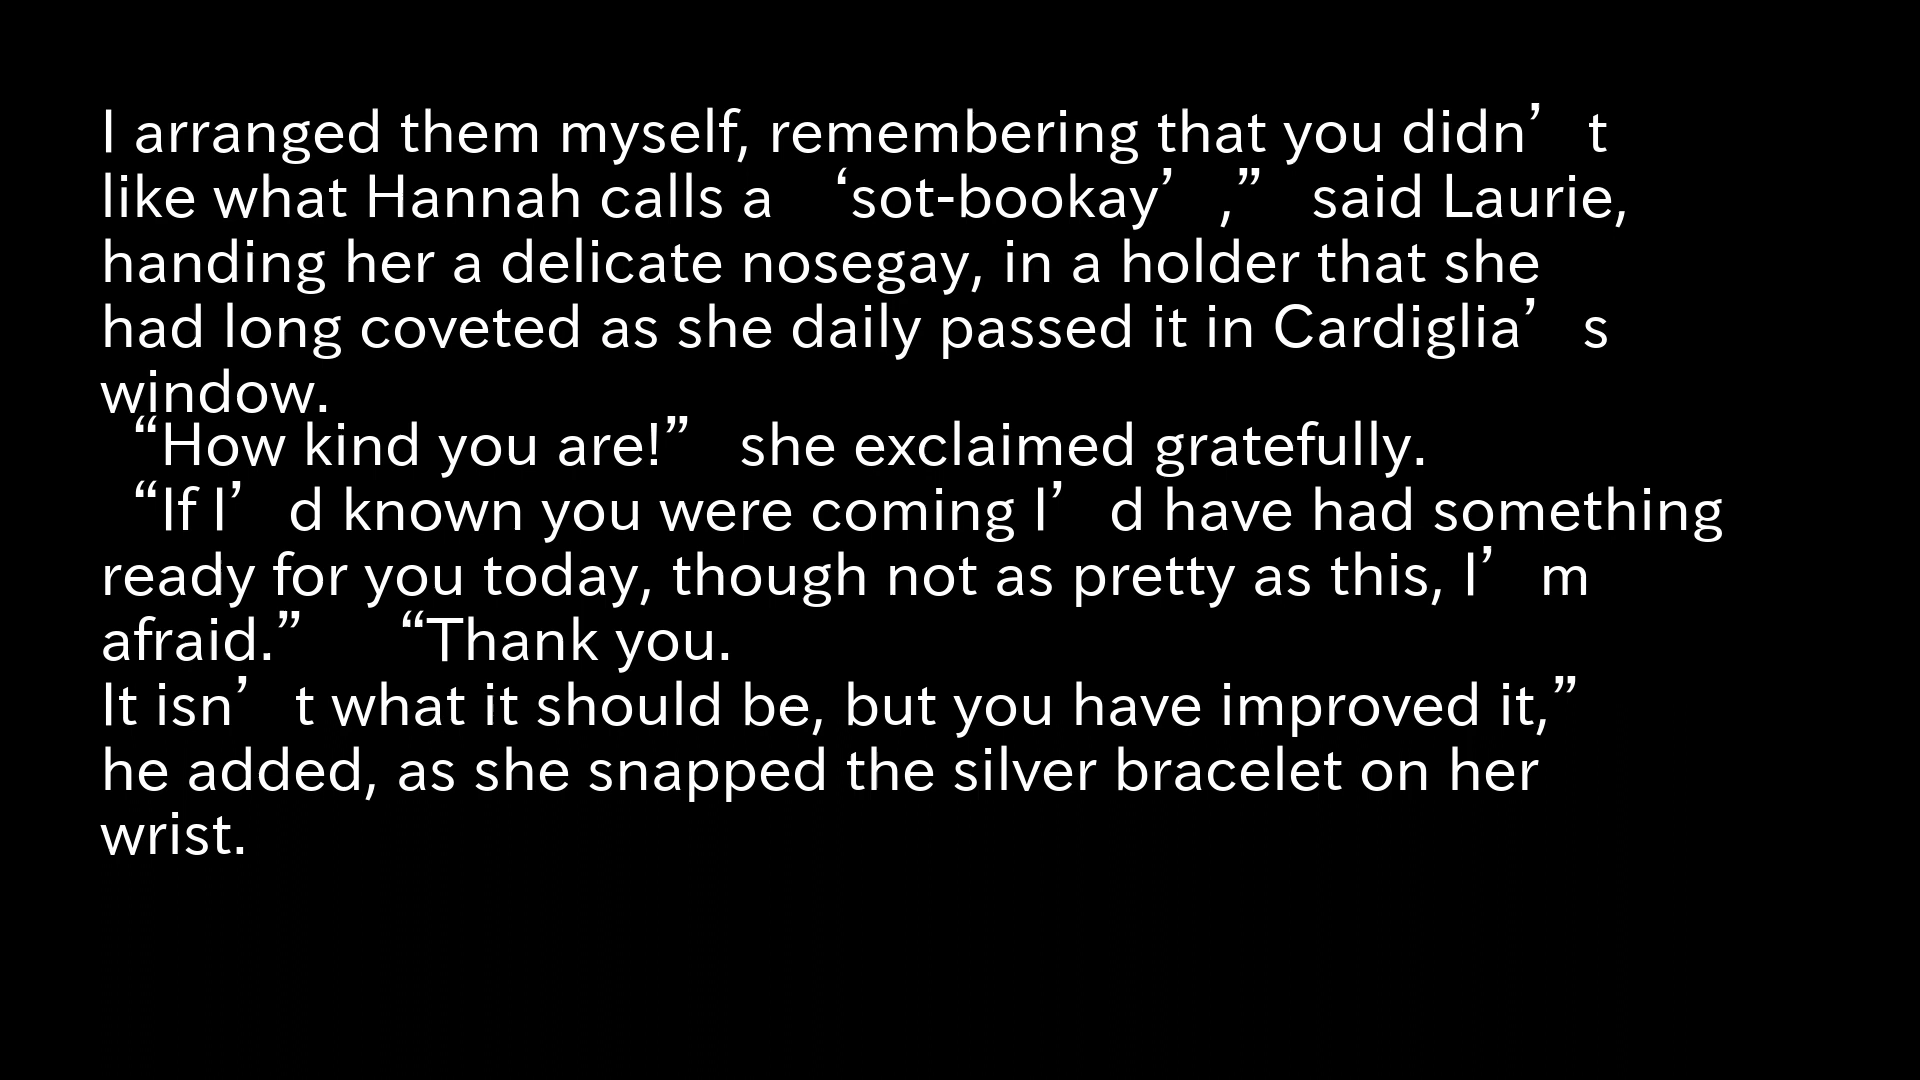 I arranged them myself, remembering that you didn’t
like what Hannah calls a ‘sot-bookay’,” said Laurie,
handing her a delicate nosegay, in a holder that she
had long coveted as she daily passed it in Cardiglia’s
window.
“How kind you are!” she exclaimed gratefully.
“If I’d known you were coming I’d have had something
ready for you today, though not as pretty as this, I’m
afraid.” “Thank you.
It isn’t what it should be, but you have improved it,”
he added, as she snapped the silver bracelet on her
wrist.